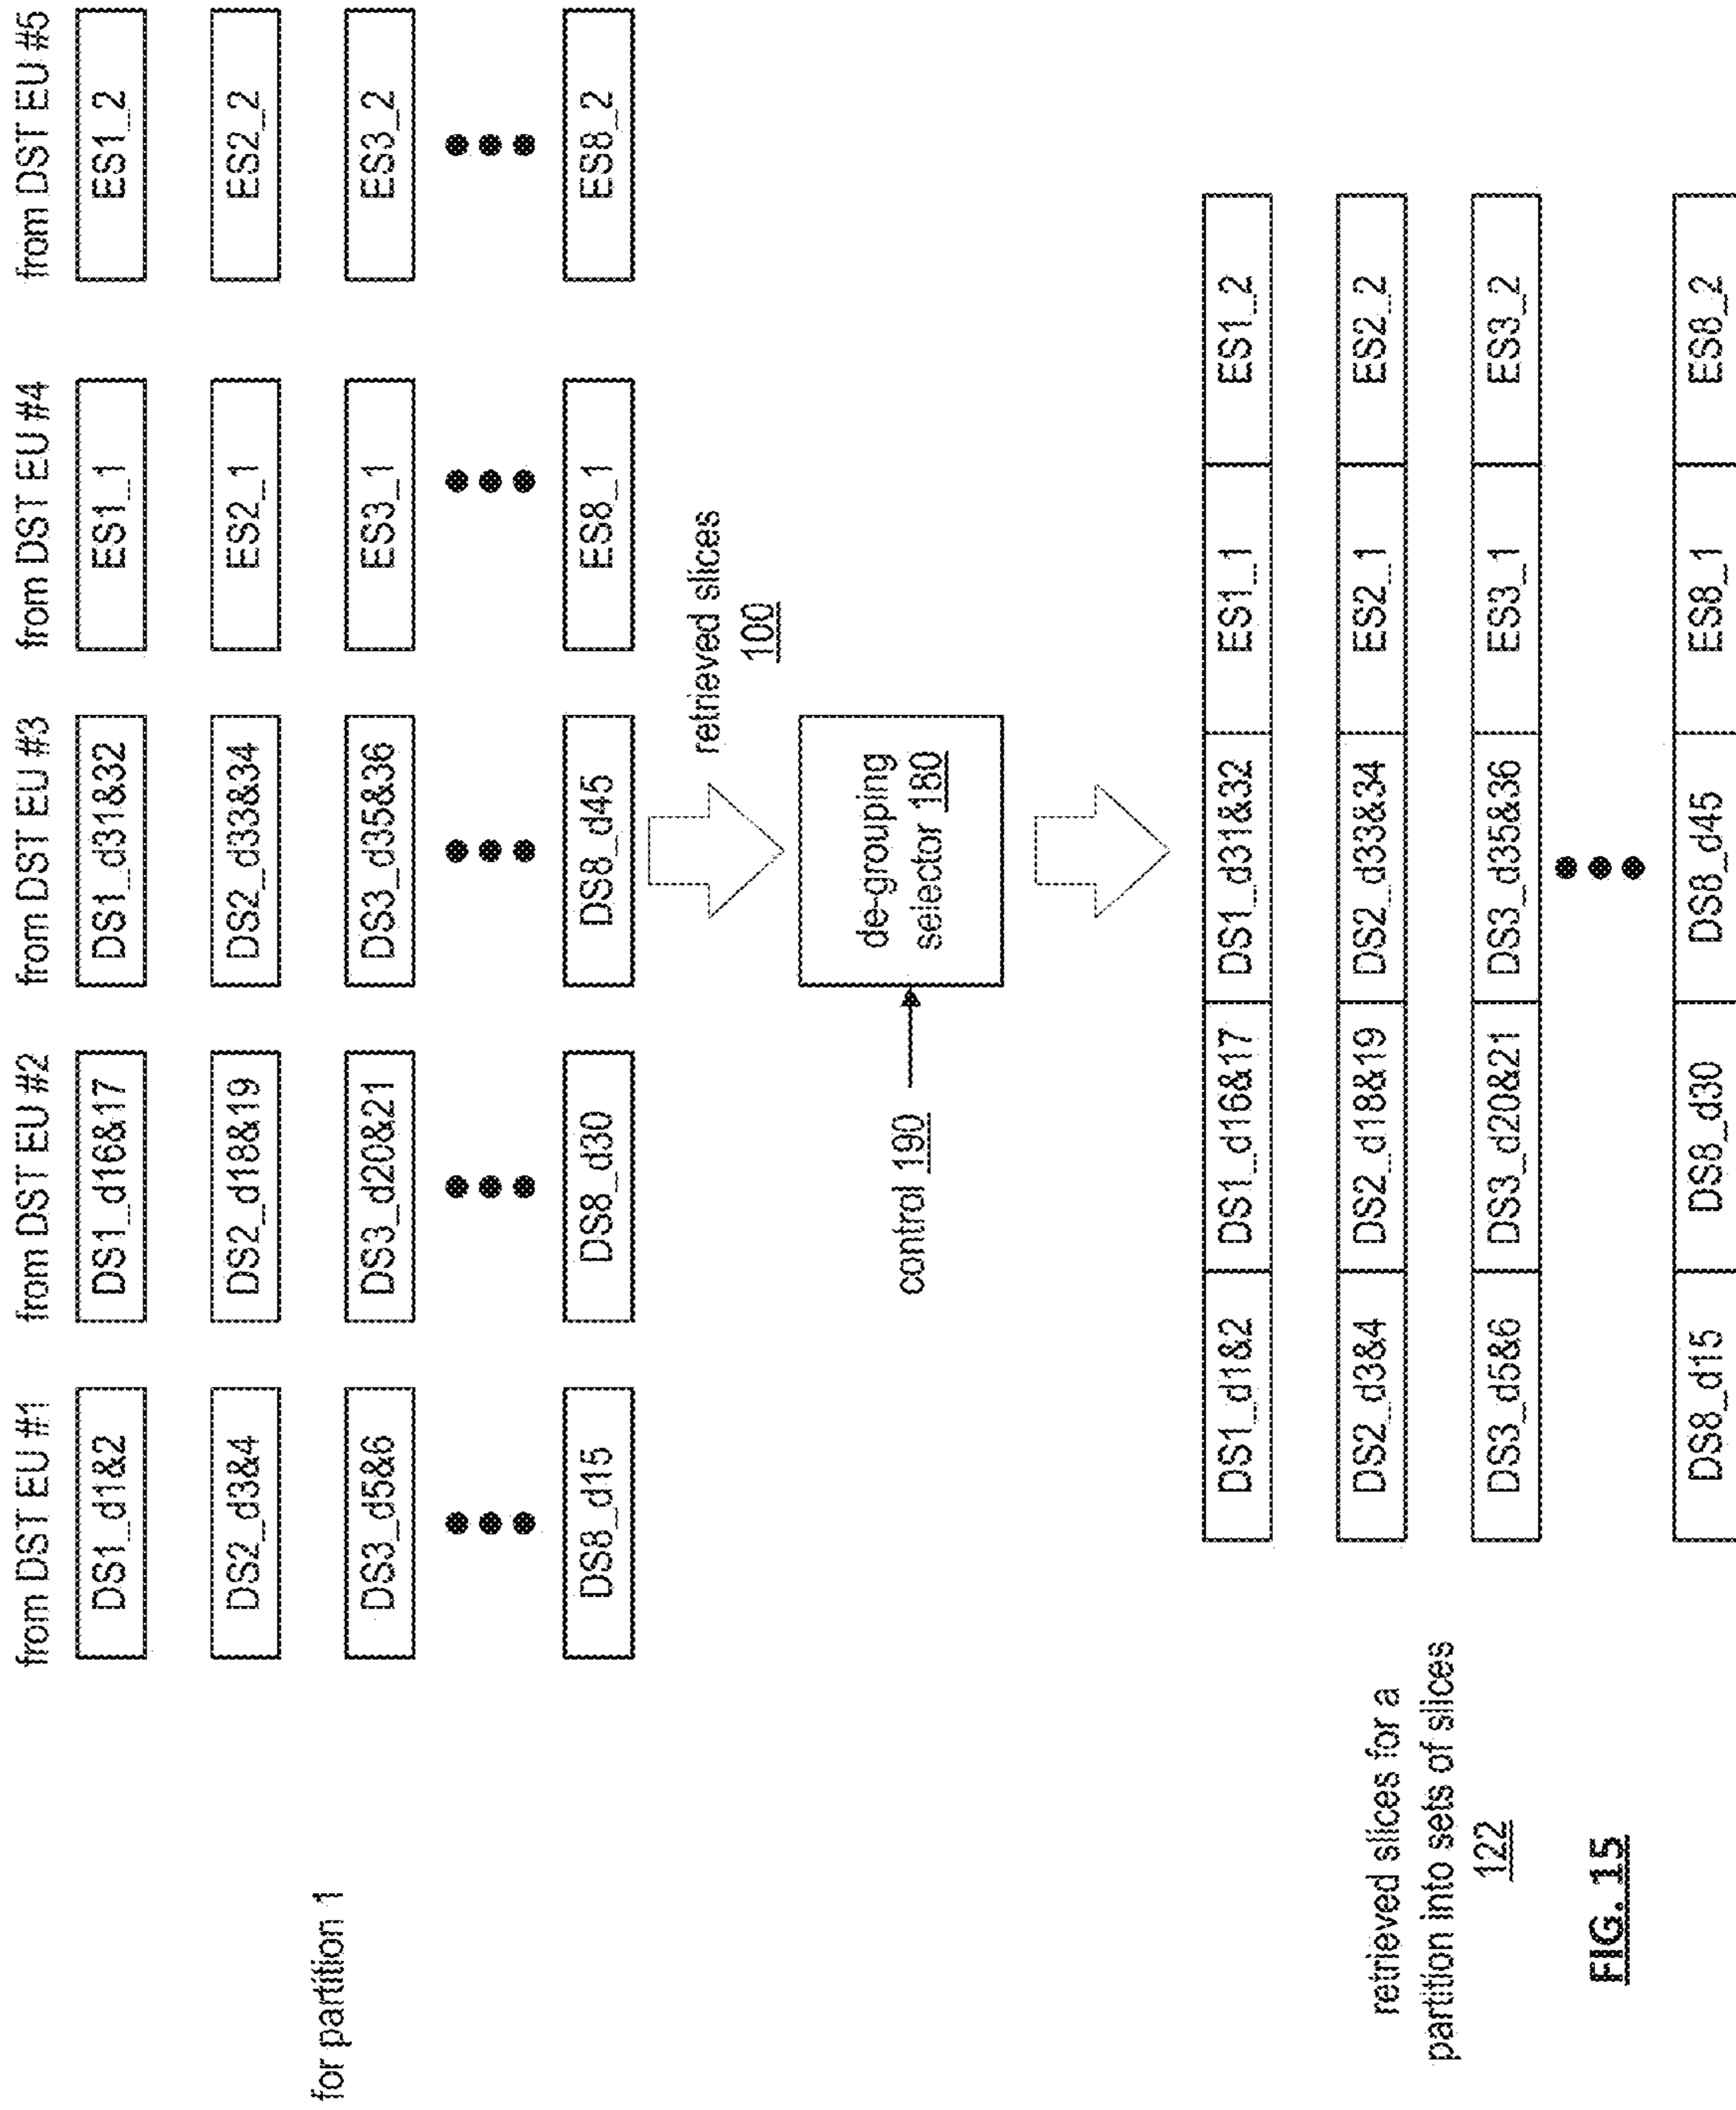 from DST EU #1
from DST EU #2
from DST EU #3
from DST EU #4
from DST EU #5
for partition 1
DS1_d1&2
DS1_d16&17
DS1_d31&32
ES1_1
ES1_2
DS2_d3&4
DS2_d18&19
DS2_d33&34
ES2_1
ES2_2
DS3_d5&6
DS3_d20&21
DS3_d35&36
ES3_1
ES3_2
DS8_d15
DS8_d30
DS8_d45
ES8_1
ES8_2
retrieved slices
100
control 190
de-grouping
selector 180
retrieved slices for a
partition into sets of slices
122
DS1_d1&2
DS1_d16&17
DS1_d31&32
ES1_1
ES1_2
DS2_d3&4
DS2_d18&19
DS2_d33&34
ES2_1
ES2_2
DS3_d5&6
DS3_d20&21
DS3_d35&36
ES3_1
ES3_2
DS8_d15
DS8_d30
DS8_d45
ES8_1
ES8_2
FIG. 15